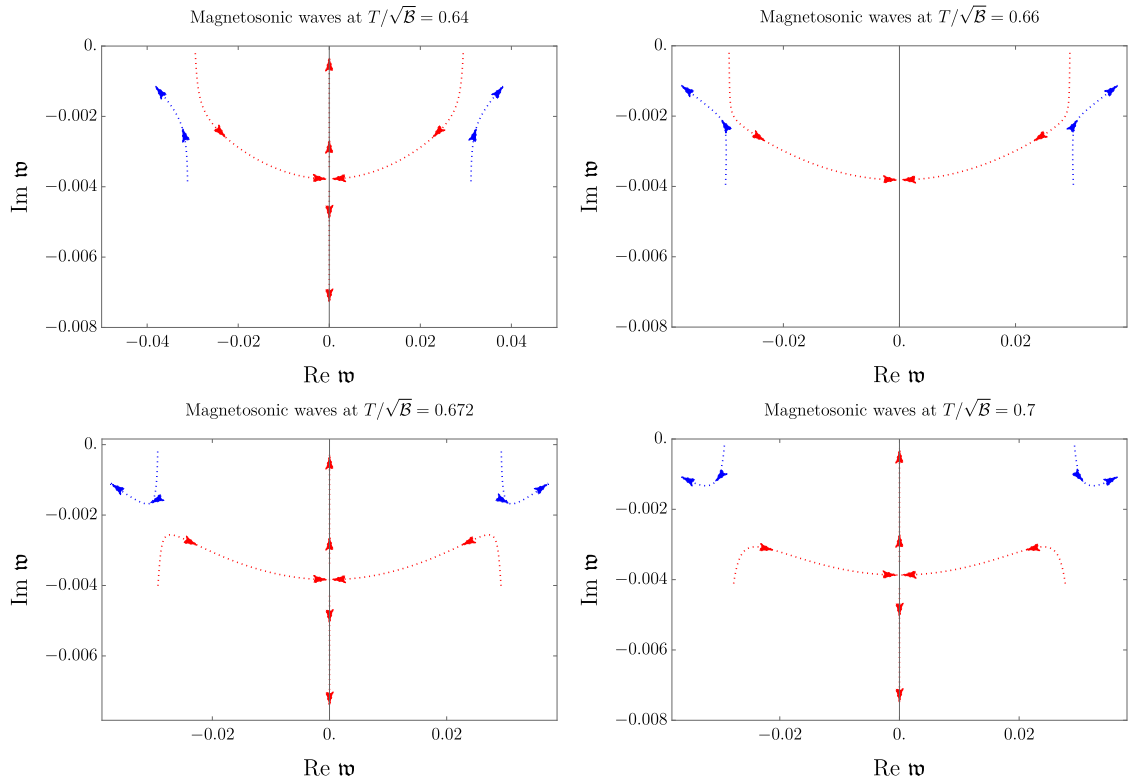 Magnetosonic waves at T/√ℬ = 0.64
0.
−0.002
−0.004
−0.006
−0.008
Im 𝔴
−0.04
−0.02
0.
0.02
0.04
Re 𝔴
Magnetosonic waves at T/√ℬ = 0.66
0.
−0.002
−0.004
−0.006
−0.008
Im 𝔴
−0.02
0.
0.02
Re 𝔴
Magnetosonic waves at T/√ℬ = 0.672
0.
−0.002
−0.004
−0.006
Im 𝔴
−0.02
0.
0.02
Re 𝔴
Magnetosonic waves at T/√ℬ = 0.7
0.
−0.002
−0.004
−0.006
−0.008
Im 𝔴
−0.02
0.
0.02
Re 𝔴